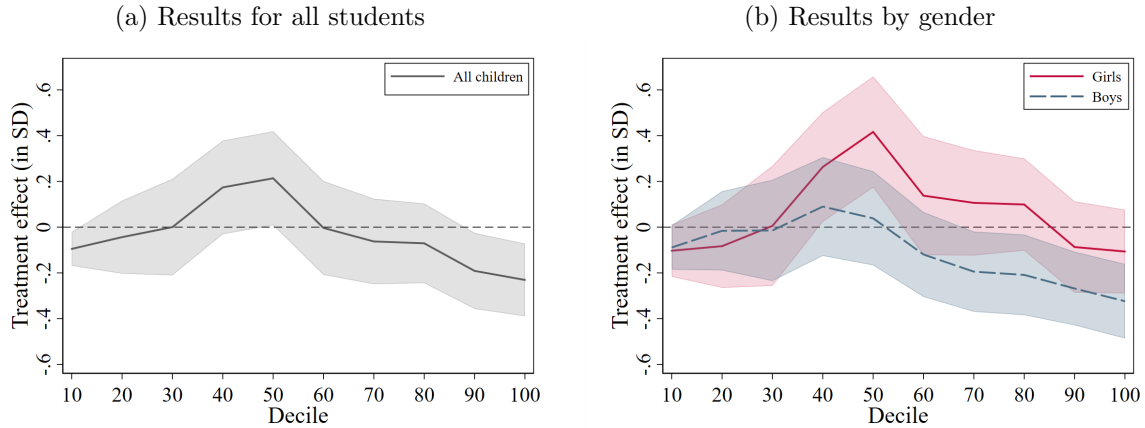 (a) Results for all students
All children
Treatment effect (in SD)
.6
.4
.2
0
-.2
-.4
-.6
10 20 30 40 50 60 70 80 90 100
Decile
(b) Results by gender
Girls
Boys
Treatment effect (in SD)
.6
.4
.2
0
-.2
-.4
-.6
10 20 30 40 50 60 70 80 90 100
Decile